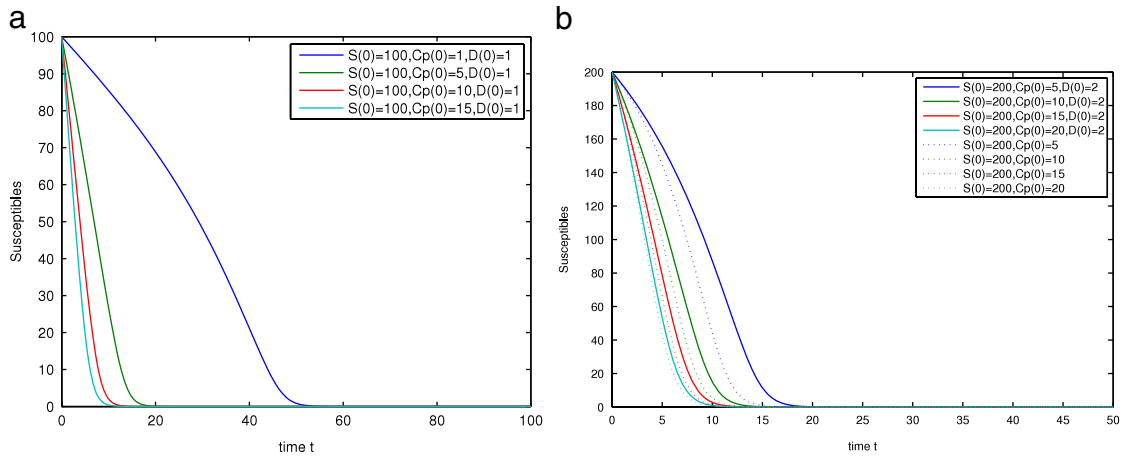 a
100
90
80
70
60
50
40
30
20
10
0
Susceptibles
S(0)=100,Cp(0)=1,D(0)=1
S(0)=100,Cp(0)=5,D(0)=1
S(0)=100,Cp(0)=10,D(0)=1
S(0)=100,Cp(0)=15,D(0)=1
0 20 40 60 80 100
time t
b
200
180
160
140
120
100
80
60
40
20
0
Susceptibles
S(0)=200,Cp(0)=5,D(0)=2
S(0)=200,Cp(0)=10,D(0)=2
S(0)=200,Cp(0)=15,D(0)=2
S(0)=200,Cp(0)=20,D(0)=2
S(0)=200,Cp(0)=5
S(0)=200,Cp(0)=10
S(0)=200,Cp(0)=15
S(0)=200,Cp(0)=20
0 5 10 15 20 25 30 35 40 45 50
time t